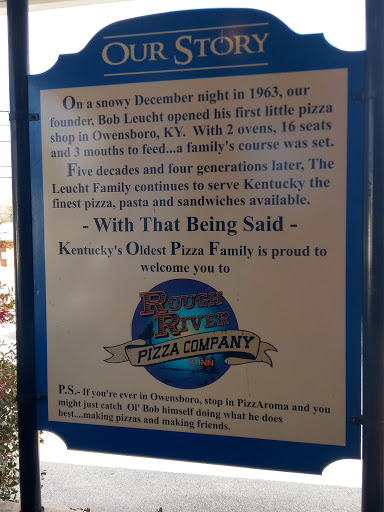 OUR STORY
On a snowy December night in 1963, our
founder, Bob Leucht opened his first little pizza
shop in Owensboro, KY. With 2 ovens, 16 seats
and 3 mouths to feed...a family's course was set.
Five decades and four generations later, The
Leucht Family continues to serve Kentucky the
finest pizza, pasta and sandwiches available.
- With That Being Said -
Kentucky's Oldest Pizza Family is proud to
welcome you to
ROUGH
RIVER
PIZZA COMPANY
& INN
P.S.- If you're ever in Owensboro, stop in PizzAroma and you
might just catch Ol' Bob himself doing what he does
best....making pizzas and making friends.